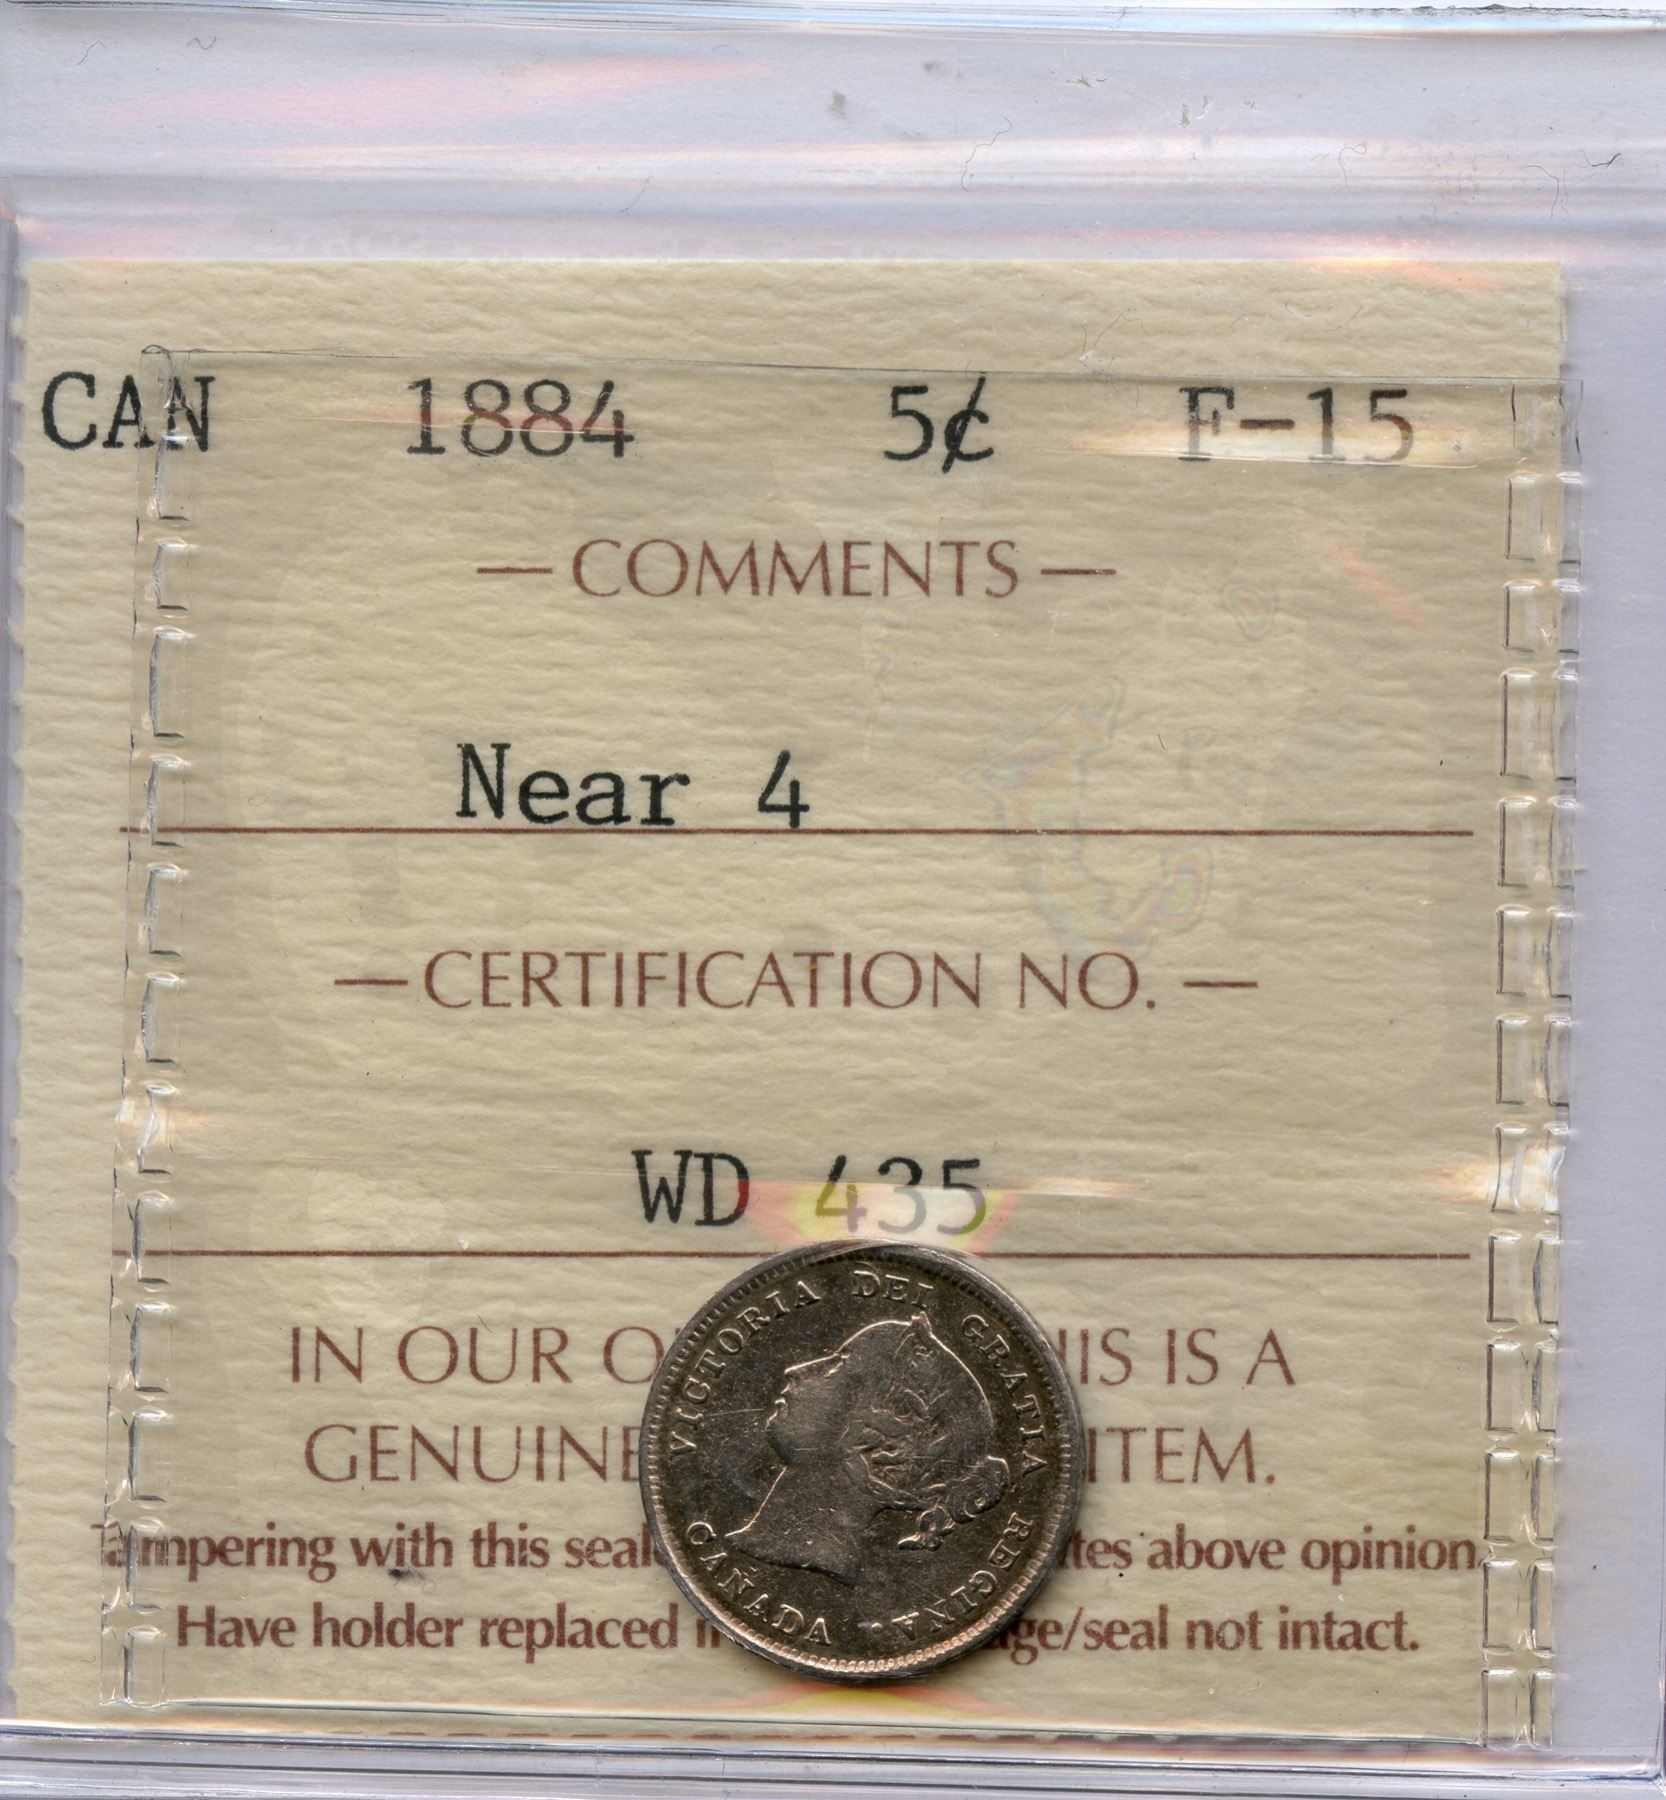 CAN 1884 5¢ F-15
— COMMENTS —
Near 4
— CERTIFICATION NO. —
WD 435
IN OUR O IIS IS A
GENUINE ITEM.
Tampering with this seal tes above opinion.
Have holder replaced i age/seal not intact.
VICTORIA DEI GRATIA REGINA.
CANADA